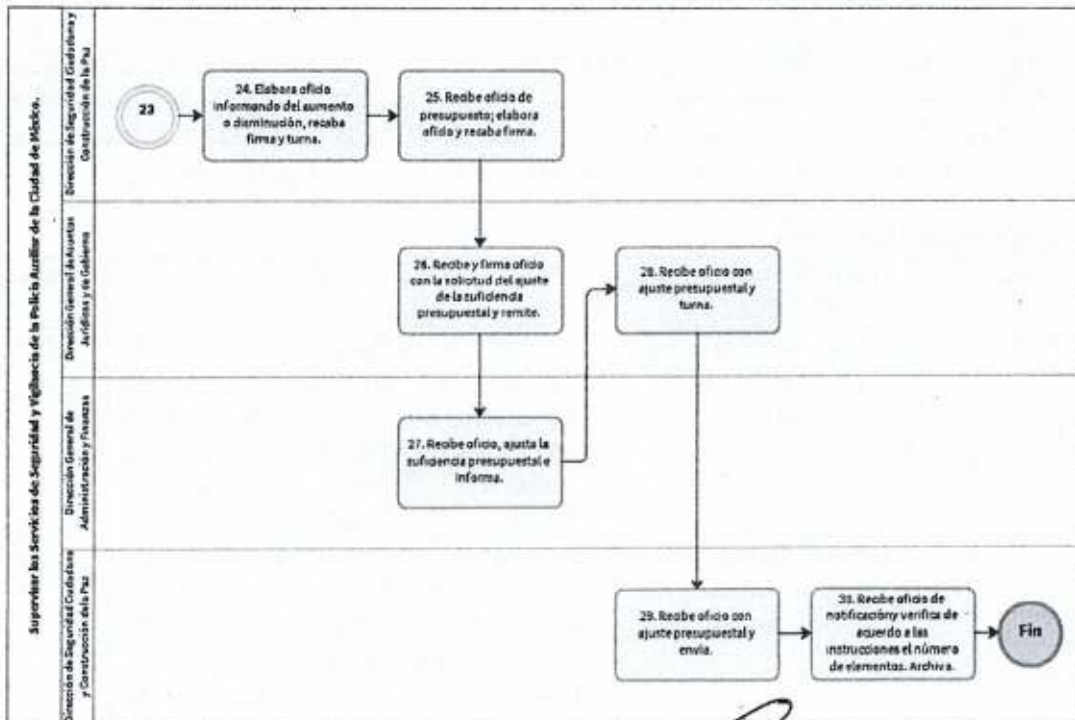 Supervisar los Servicios de Seguridad y Vigilancia de la Policía Auxiliar de la Ciudad de México.
Dirección de Seguridad Ciudadana y
Construcción de la Paz
23
24. Elabora oficio
informando del aumento
o disminución, recaba
firma y turna.
25. Recibe oficio de
presupuesto; elabora
oficio y recaba firma.
Dirección General de Asuntos
Jurídicos y de Gobierno
26. Recibe y firma oficio
con la solicitud del ajuste
de la suficiencia
presupuestal y remite.
28. Recibe oficio con
ajuste presupuestal y
turna.
Dirección General de
Administración y Finanzas
27. Recibe oficio, ajusta la
suficiencia presupuestal e
informa.
Dirección de Seguridad Ciudadana
y Construcción de la Paz
29. Recibe oficio con
ajuste presupuestal y
envía.
30. Recibe oficio de
notificación y verifica de
acuerdo a las
instrucciones el número
de elementos. Archiva.
Fin